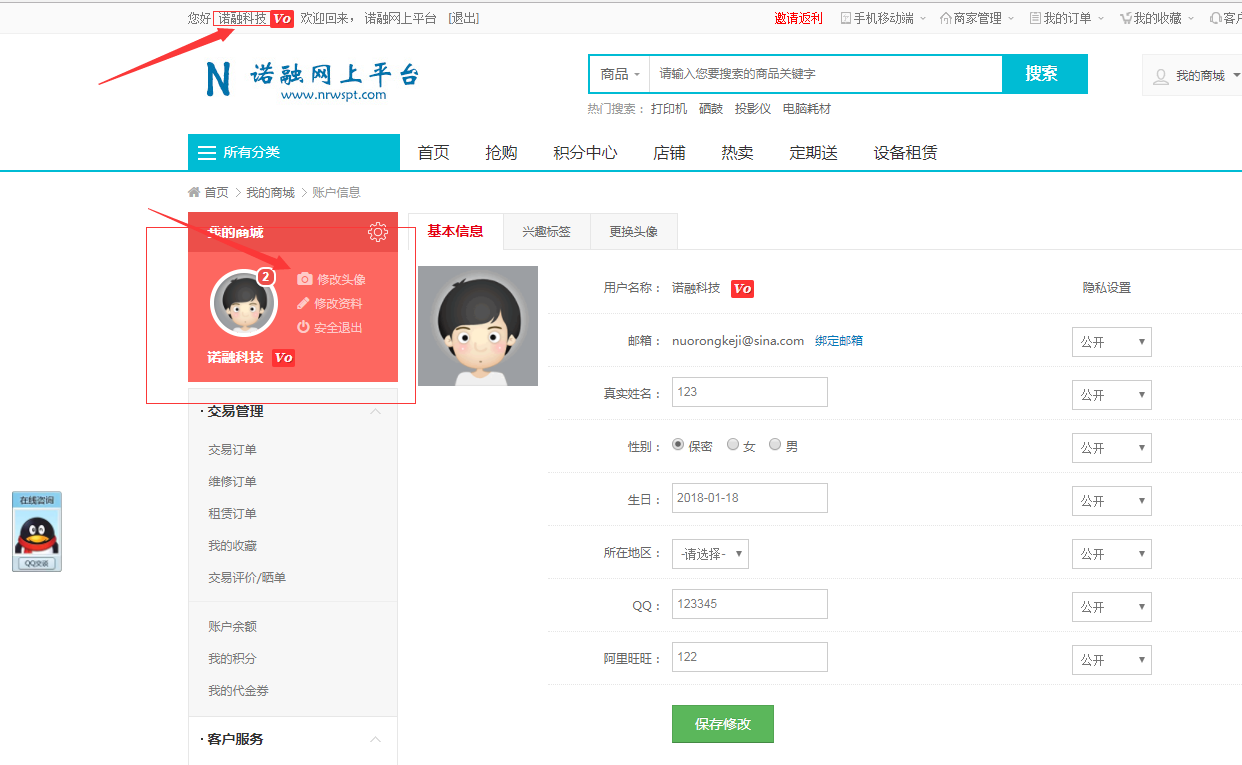 您好 诺融科技 V0 欢迎回来， 诺融网上平台 [退出]
邀请返利 手机移动端 商家管理 我的订单 我的收藏 客户
N 诺融网上平台
www.nrwspt.com
商品 请输入您要搜索的商品关键字 搜索
我的商城
热门搜索： 打印机 硒鼓 投影仪 电脑耗材
所有分类 首页 抢购 积分中心 店铺 热卖 定期送 设备租赁
首页 > 我的商城 > 账户信息
我的商城
2
修改头像
修改资料
安全退出
诺融科技 V0
· 交易管理
交易订单
维修订单
租赁订单
我的收藏
交易评价/晒单
账户余额
我的积分
我的代金券
· 客户服务
基本信息 兴趣标签 更换头像
用户名称： 诺融科技 V0 隐私设置
邮箱： nuorongkeji@sina.com 绑定邮箱 公开
真实姓名： 123 公开
性别： 保密 女 男 公开
生日： 2018-01-18 公开
所在地区： -请选择- 公开
QQ： 123345 公开
阿里旺旺： 122 公开
保存修改
在线咨询
QQ交谈